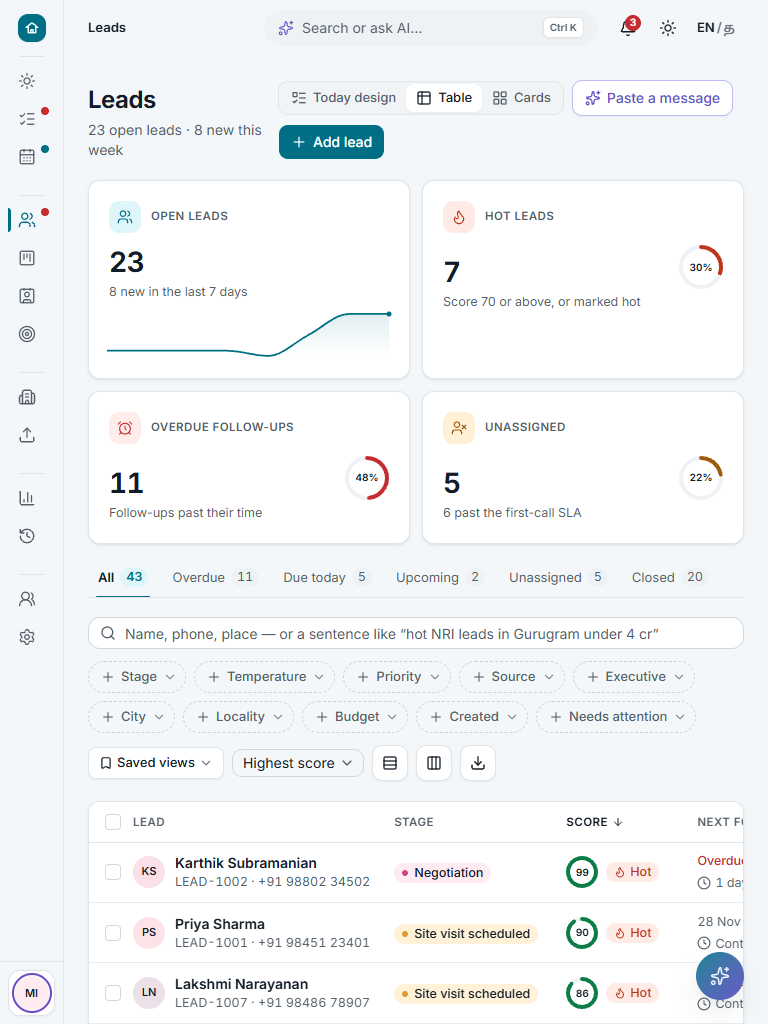 Leads
Search or ask AI...
Ctrl K
3
EN / த
Leads
23 open leads · 8 new this week
Today design
Table
Cards
Paste a message
Add lead
OPEN LEADS
23
8 new in the last 7 days
HOT LEADS
7
Score 70 or above, or marked hot
30%
OVERDUE FOLLOW-UPS
11
Follow-ups past their time
48%
UNASSIGNED
5
6 past the first-call SLA
22%
All 43
Overdue 11
Due today 5
Upcoming 2
Unassigned 5
Closed 20
Name, phone, place — or a sentence like “hot NRI leads in Gurugram under 4 cr”
Stage
Temperature
Priority
Source
Executive
City
Locality
Budget
Created
Needs attention
Saved views
Highest score
LEAD
STAGE
SCORE
NEXT
KS
Karthik Subramanian
LEAD-1002 · +91 98802 34502
Negotiation
99
Hot
1
PS
Priya Sharma
LEAD-1001 · +91 98451 23401
Site visit scheduled
90
Hot
28 Nov
LN
Lakshmi Narayanan
LEAD-1007 · +91 98486 78907
Site visit scheduled
86
Hot
MI